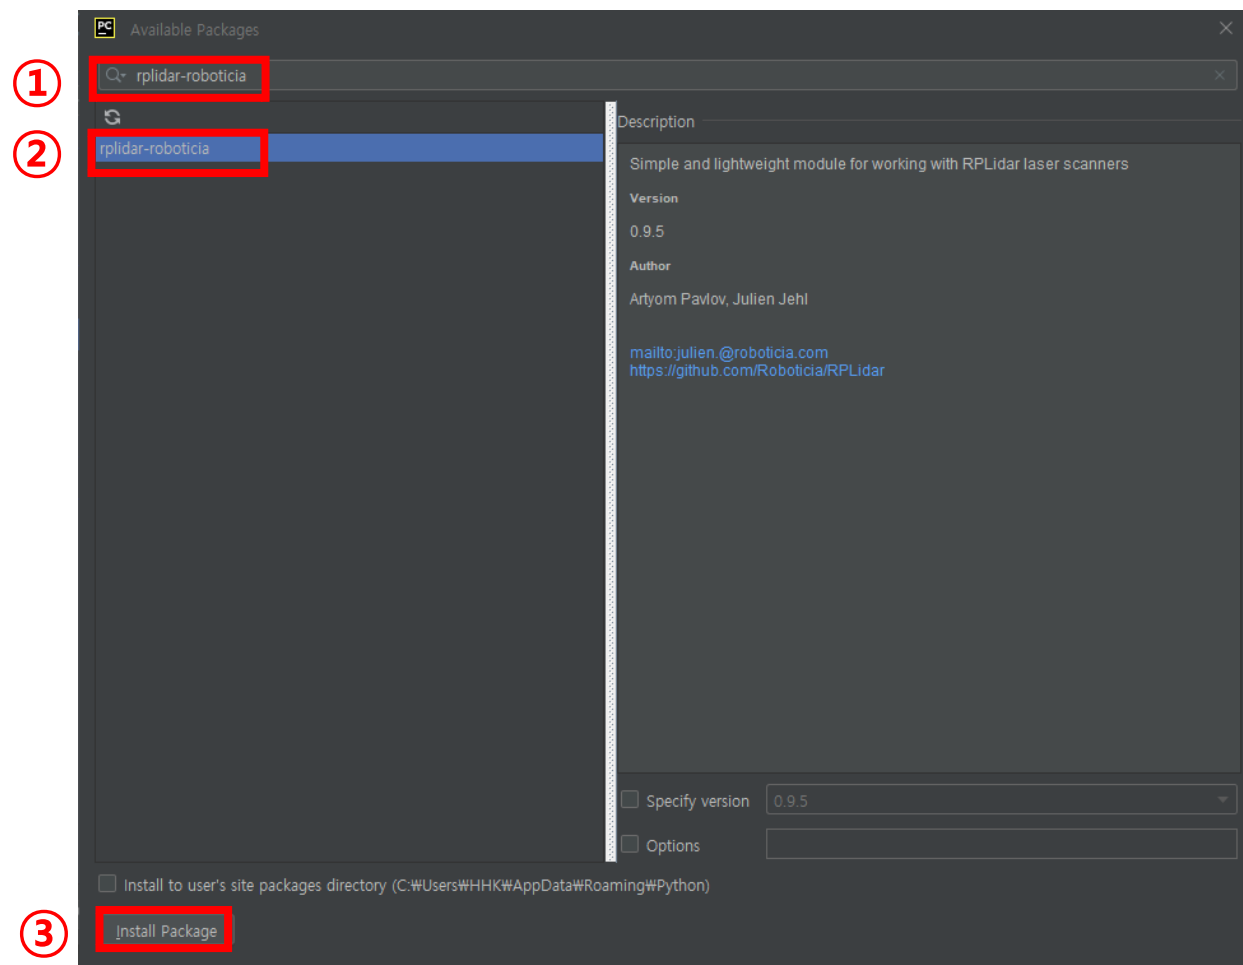 PC Available Packages
① rplidar-roboticia
② rplidar-roboticia
Description
Simple and lightweight module for working with RPLidar laser scanners
Version
0.9.5
Author
Artyom Pavlov, Julien Jehl
mailto:julien.@roboticia.com
https://github.com/Roboticia/RPLidar
Specify version 0.9.5
Options
Install to user's site packages directory (C:₩Users₩HHK₩AppData₩Roaming₩Python)
③ Install Package